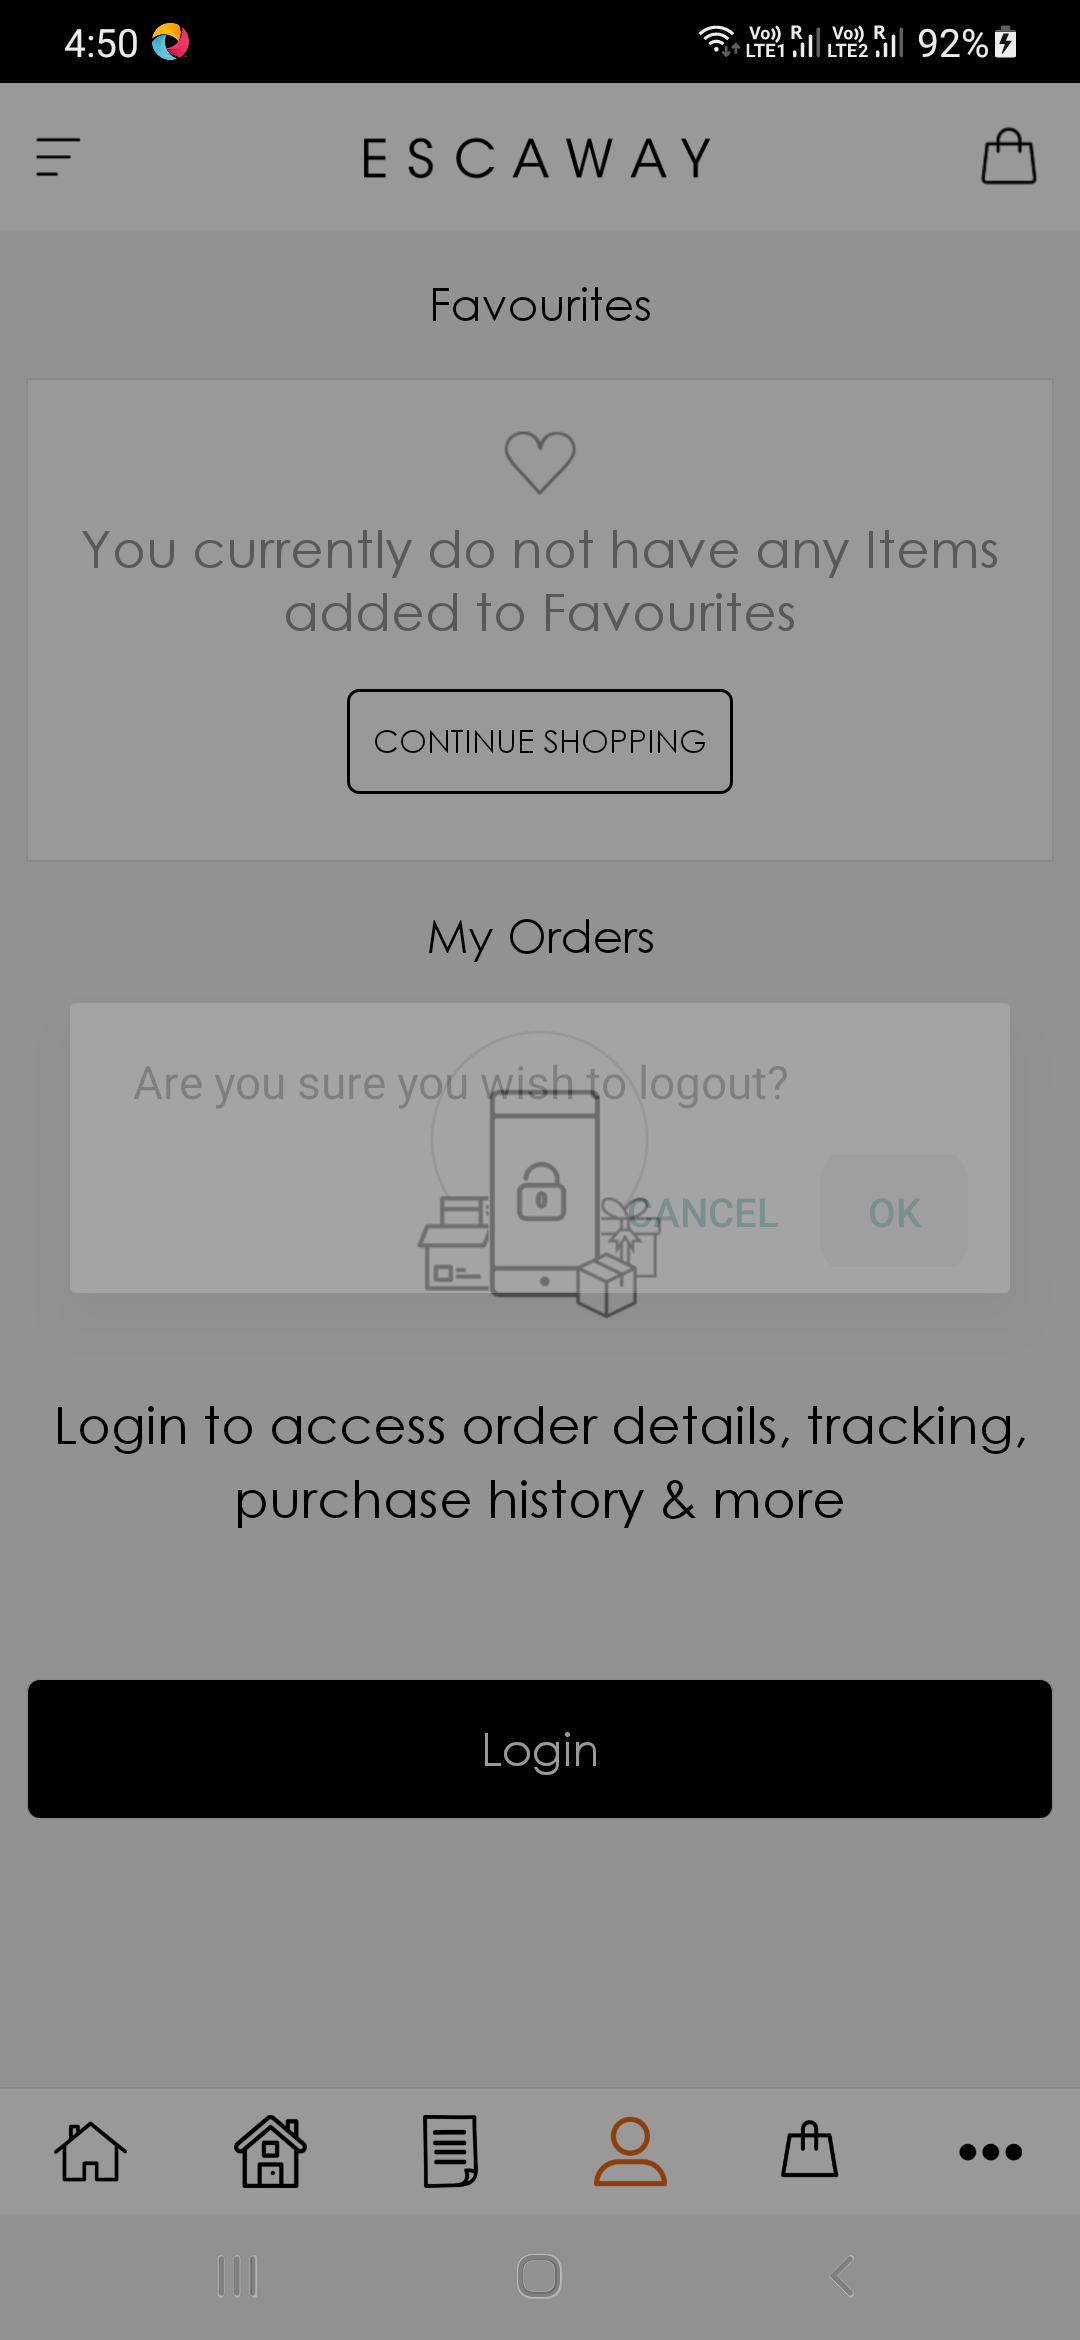 4:50
Vo)) R Vo)) R 92%
LTE1 LTE2
ESCAWAY
Favourites
You currently do not have any Items
added to Favourites
CONTINUE SHOPPING
My Orders
Are you sure you wish to logout?
CANCEL OK
Login to access order details, tracking,
purchase history & more
Login